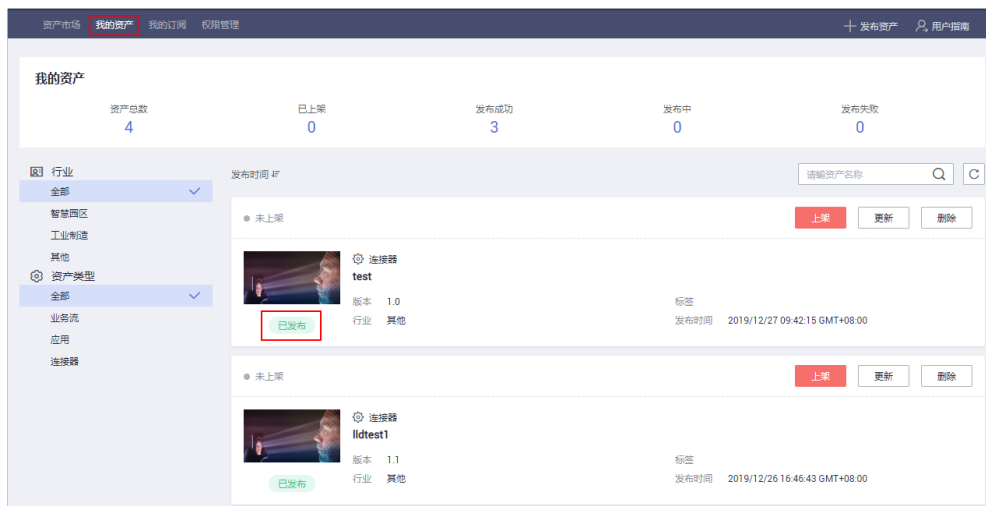 资产市场 我的资产 我的订阅 权限管理 发布资产 用户指南
我的资产
资产总数 已上架 发布成功 发布中 发布失败
4 0 3 0 0
行业
全部
智慧园区
工业制造
其他
资产类型
全部
业务流
应用
连接器
发布时间 请输资产名称
未上架 上架 更新 删除
连接器
test
版本 1.0 标签
已发布 行业 其他 发布时间 2019/12/27 09:42:15 GMT+08:00
未上架 上架 更新 删除
连接器
lldtest1
版本 1.1 标签
已发布 行业 其他 发布时间 2019/12/26 16:46:43 GMT+08:00